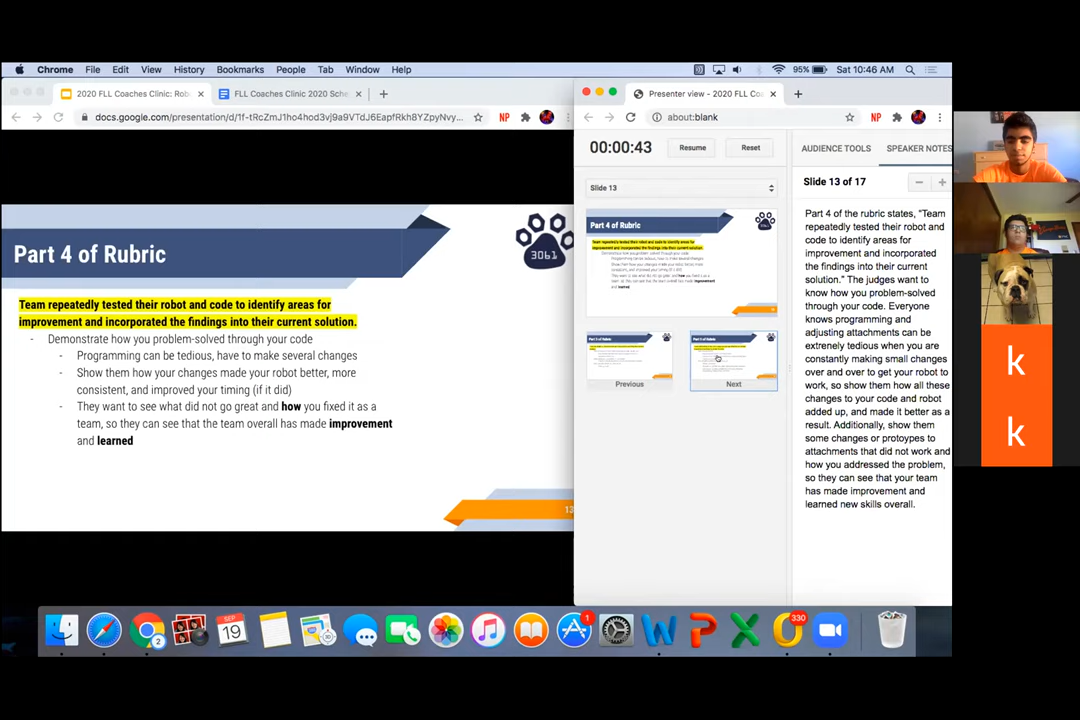 Chrome File Edit View History Bookmarks People Tab Window Help
95% Sat 10:46 AM
2020 FLL Coaches Clinic: Rob
FLL Coaches Clinic 2020 Sche
Presenter view - 2020 FLL Coa
docs.google.com/presentation/d/1f-tRcZmJ1ho4hod3vj9a9VTdJ6EapfRkh8YZpyNvy...
NP
about:blank
NP
00:00:43
Resume
Reset
AUDIENCE TOOLS
SPEAKER NOTES
Slide 13
Slide 13 of 17
Part 4 of Rubric
3061
Team repeatedly tested their robot and code to identify areas for
improvement and incorporated the findings into their current solution.
- Demonstrate how you problem-solved through your code
- Programming can be tedious, have to make several changes
- Show them how your changes made your robot better, more
consistent, and improved your timing (if it did)
- They want to see what did not go great and how you fixed it as a
team, so they can see that the team overall has made improvement
and learned
13
Part 4 of Rubric
Previous
Next
Part 4 of the rubric states, "Team
repeatedly tested their robot and
code to identify areas for
improvement and incorporated
the findings into their current
solution." The judges want to
know how you problem-solved
through your code. Everyone
knows programming and
adjusting attachments can be
extrenely tedious when you are
constantly making small changes
over and over to get your robot to
work, so show them how all these
changes to your code and robot
added up, and made it better as a
result. Additionally, show them
some changes or protoypes to
attachments that did not work and
how you addressed the problem,
so they can see that your team
has made improvement and
learned new skills overall.
k
k
SEP
19
1
330
2